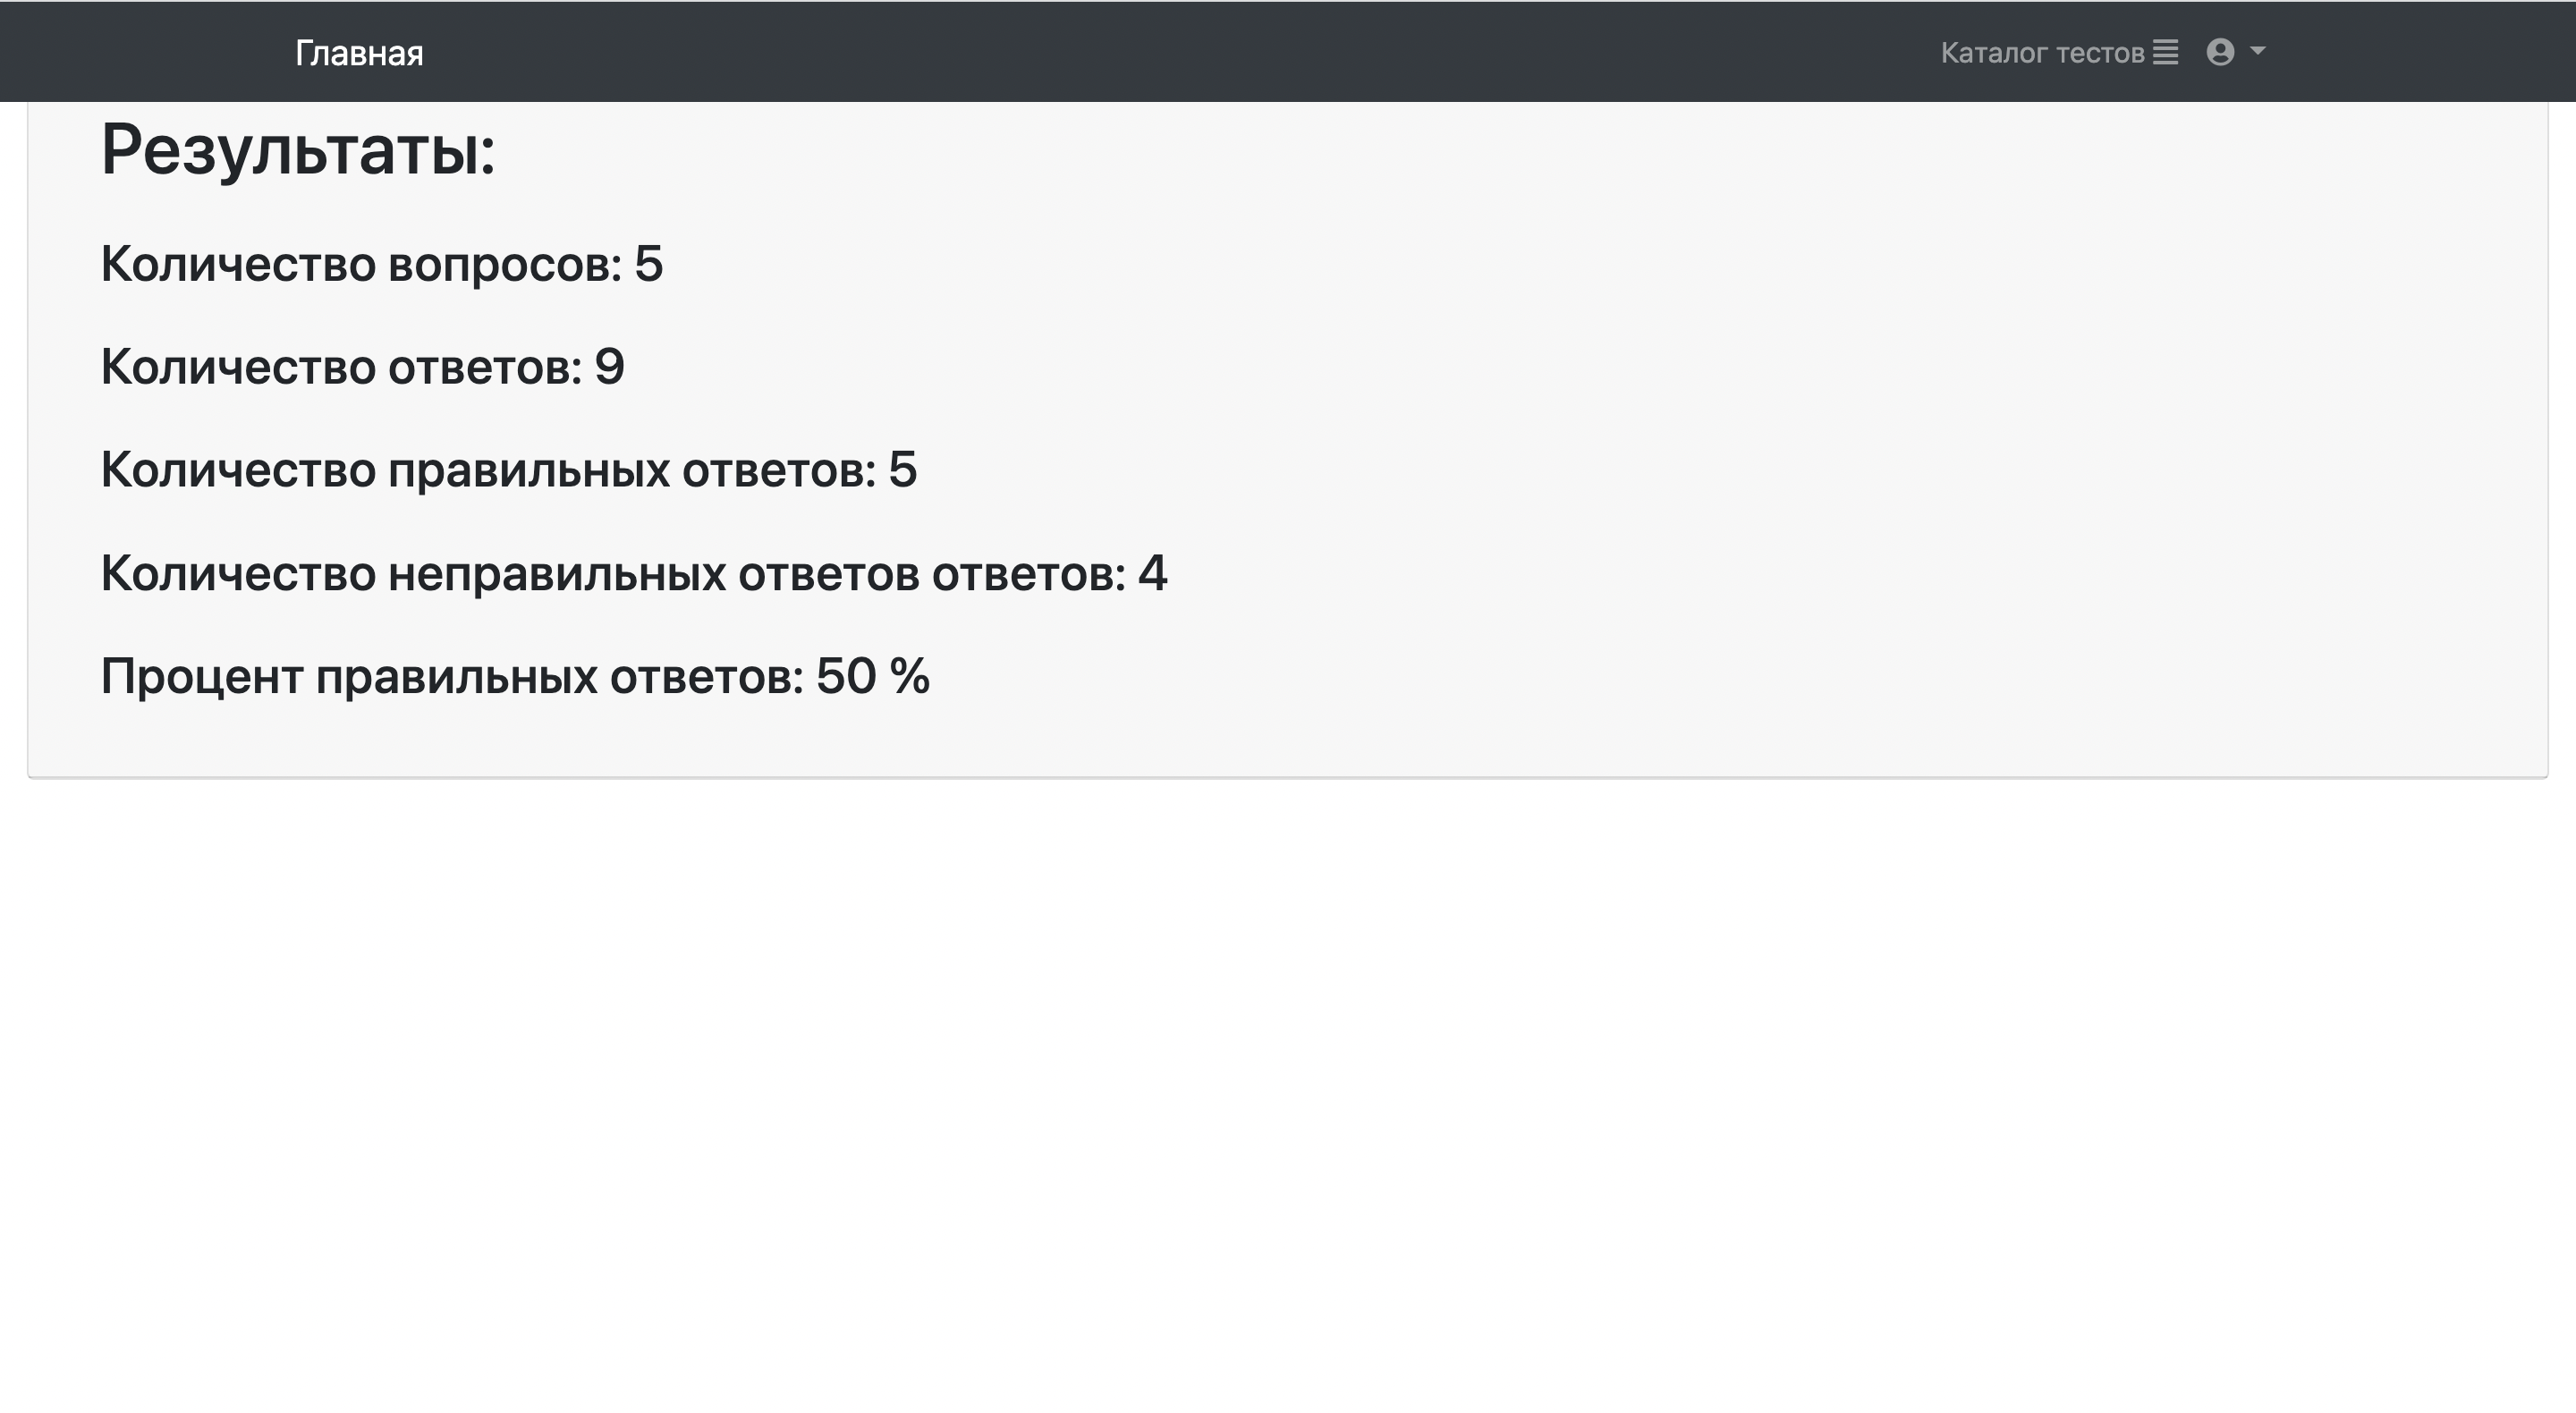 Главная
Каталог тестов
Результаты:
Количество вопросов: 5
Количество ответов: 9
Количество правильных ответов: 5
Количество неправильных ответов ответов: 4
Процент правильных ответов: 50 %